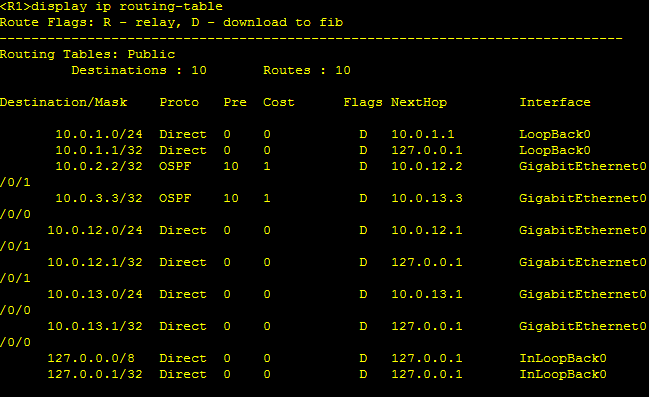 <R1>display ip routing-table
Route Flags: R - relay, D - download to fib
------------------------------------------------------------------------------
Routing Tables: Public
         Destinations : 10       Routes : 10

Destination/Mask    Proto   Pre  Cost         Flags NextHop         Interface

       10.0.1.0/24  Direct  0    0              D   10.0.1.1        LoopBack0
       10.0.1.1/32  Direct  0    0              D   127.0.0.1       LoopBack0
       10.0.2.2/32  OSPF    10   1              D   10.0.12.2       GigabitEthernet0
/0/1
       10.0.3.3/32  OSPF    10   1              D   10.0.13.3       GigabitEthernet0
/0/0
      10.0.12.0/24  Direct  0    0              D   10.0.12.1       GigabitEthernet0
/0/1
      10.0.12.1/32  Direct  0    0              D   127.0.0.1       GigabitEthernet0
/0/1
      10.0.13.0/24  Direct  0    0              D   10.0.13.1       GigabitEthernet0
/0/0
      10.0.13.1/32  Direct  0    0              D   127.0.0.1       GigabitEthernet0
/0/0
      127.0.0.0/8   Direct  0    0              D   127.0.0.1       InLoopBack0
      127.0.0.1/32  Direct  0    0              D   127.0.0.1       InLoopBack0